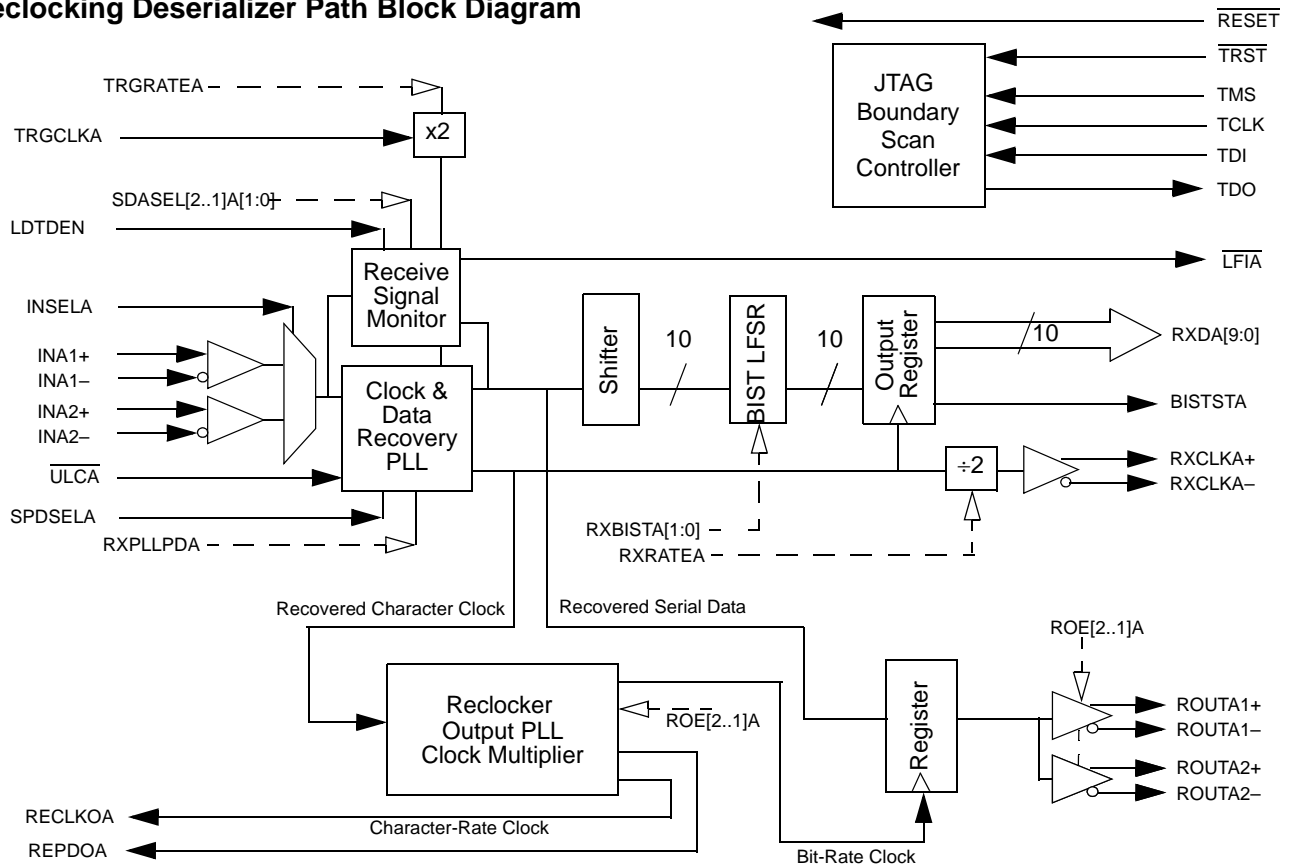 eclocking Deserializer Path Block Diagram
RESET
TRST
TMS
TCLK
TDI
TDO
JTAG
Boundary
Scan
Controller
TRGRATEA
TRGCLKA
x2
SDASEL[2..1]A[1:0]
LDTDEN
Receive
Signal
Monitor
LFIA
INSELA
INA1+
INA1–
INA2+
INA2–
ULCA
SPDSELA
RXPLLPDA
Clock &
Data
Recovery
PLL
Shifter
10
BIST LFSR
10
Output
Register
10
RXDA[9:0]
BISTSTA
÷2
RXCLKA+
RXCLKA–
RXBISTA[1:0]
RXRATEA
Recovered Character Clock
Recovered Serial Data
Reclocker
Output PLL
Clock Multiplier
ROE[2..1]A
Register
ROE[2..1]A
ROUTA1+
ROUTA1–
ROUTA2+
ROUTA2–
RECLKOA
Character-Rate Clock
REPDOA
Bit-Rate Clock